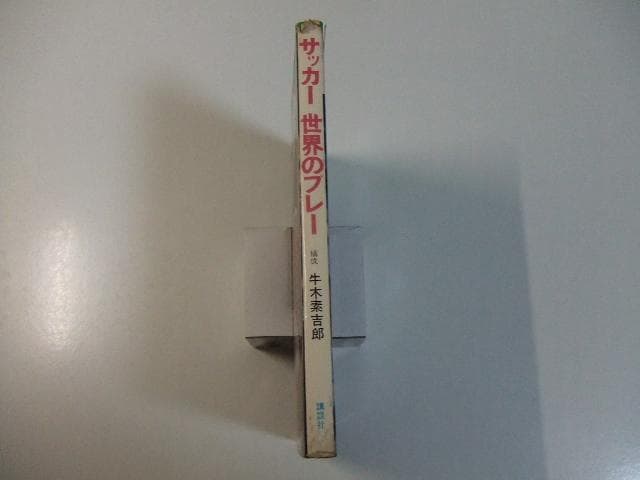 サッカー 世界のプレー
構成 牛木素吉郎
講談社